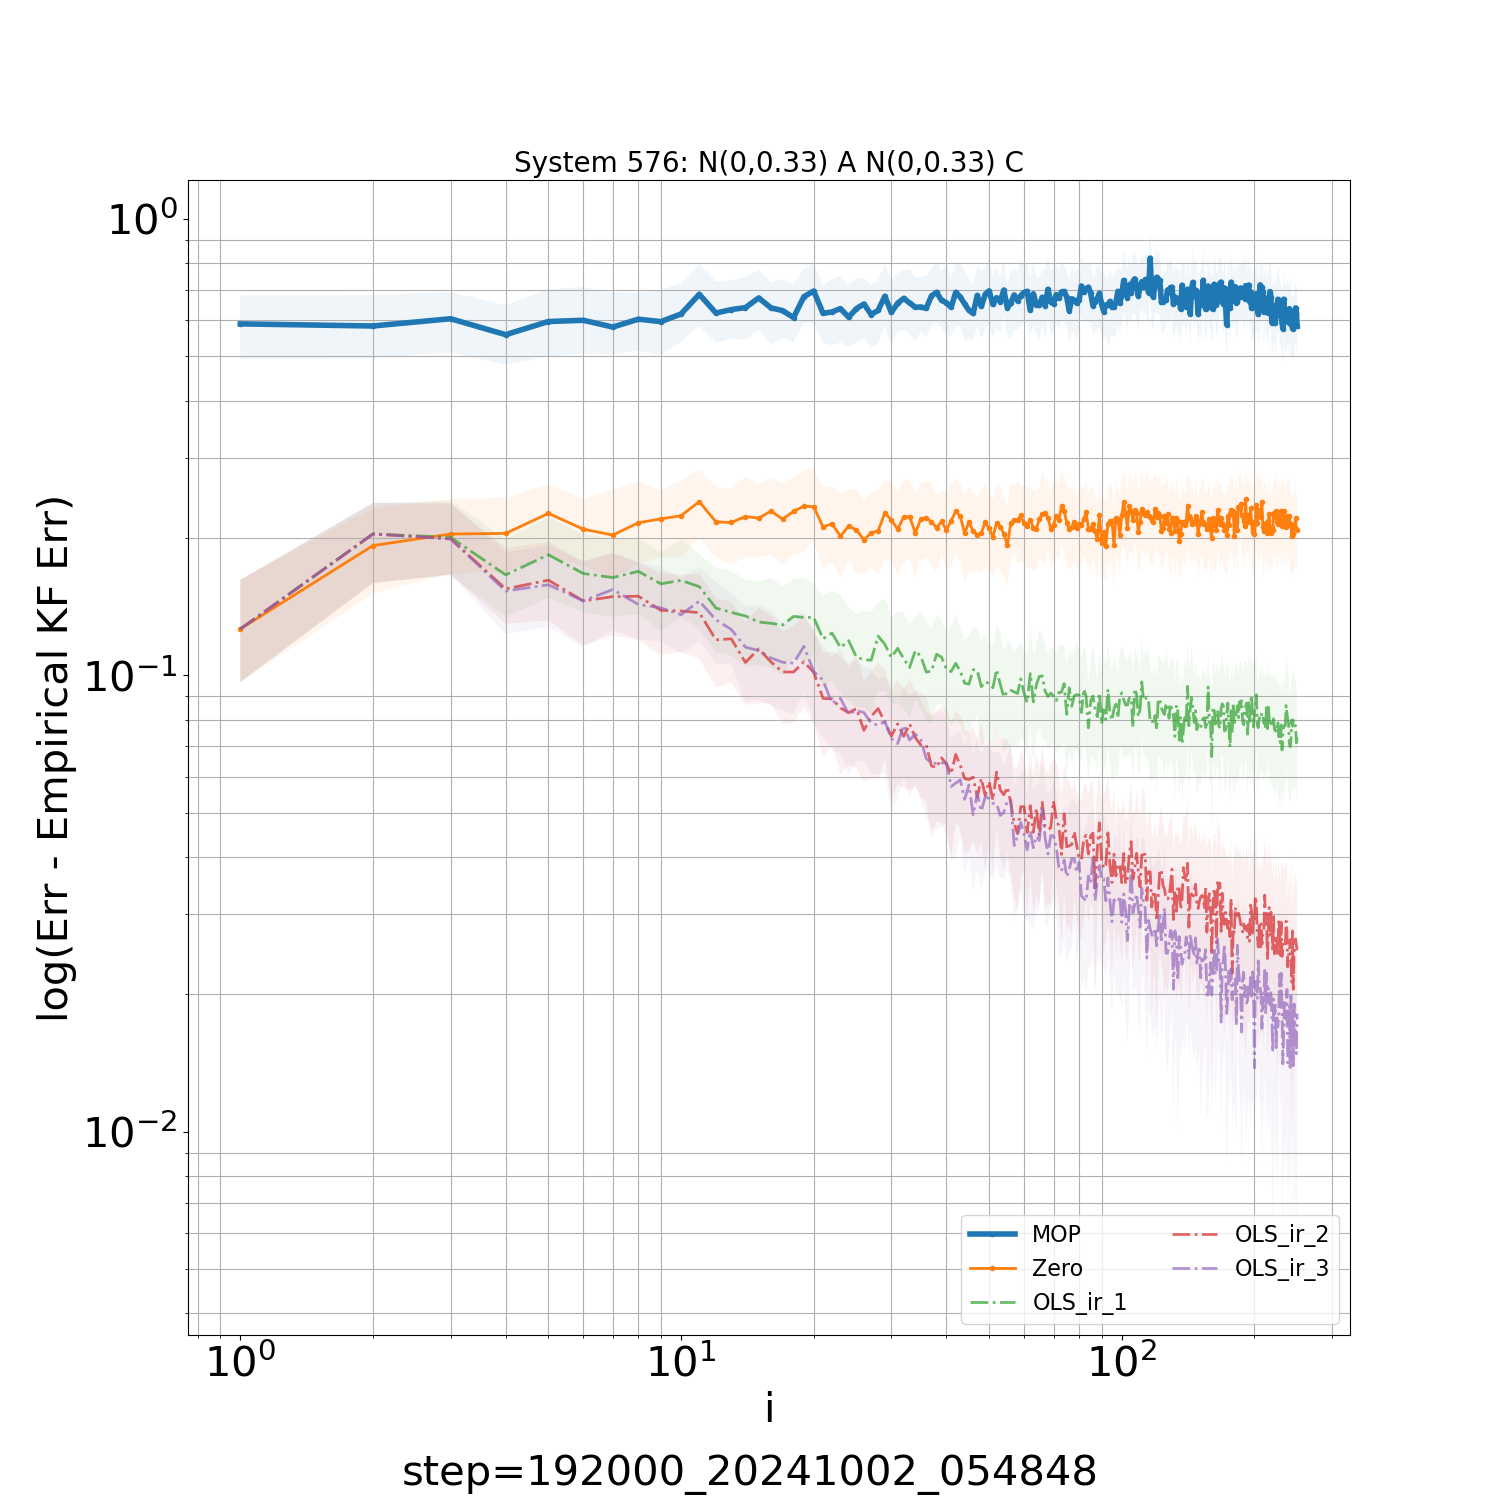 System 576: N(0,0.33) A N(0,0.33) C
log(Err - Empirical KF Err)
10⁰
10⁻¹
10⁻²
MOP
Zero
OLS_ir_1
OLS_ir_2
OLS_ir_3
10⁰ 10¹ 10²
i
step=192000_20241002_054848